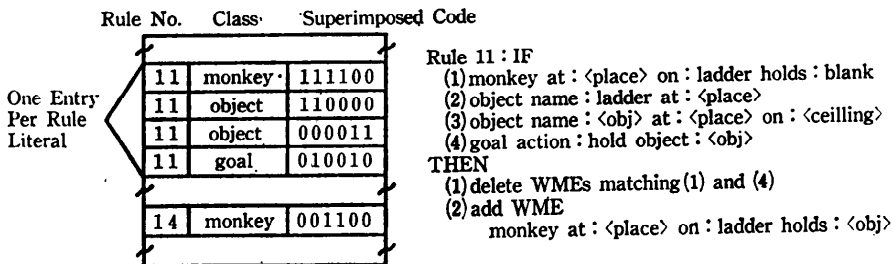 Rule No. Class Superimposed Code
11 monkey 111100
11 object 110000
11 object 000011
11 goal 010010
14 monkey 001100
One Entry
Per Rule
Literal
Rule 11 : IF
(1) monkey at : <place> on : ladder holds : blank
(2) object name : ladder at : <place>
(3) object name : <obj> at : <place> on : <ceilling>
(4) goal action : hold object : <obj>
THEN
(1) delete WMEs matching (1) and (4)
(2) add WME
monkey at : <place> on : ladder holds : <obj>